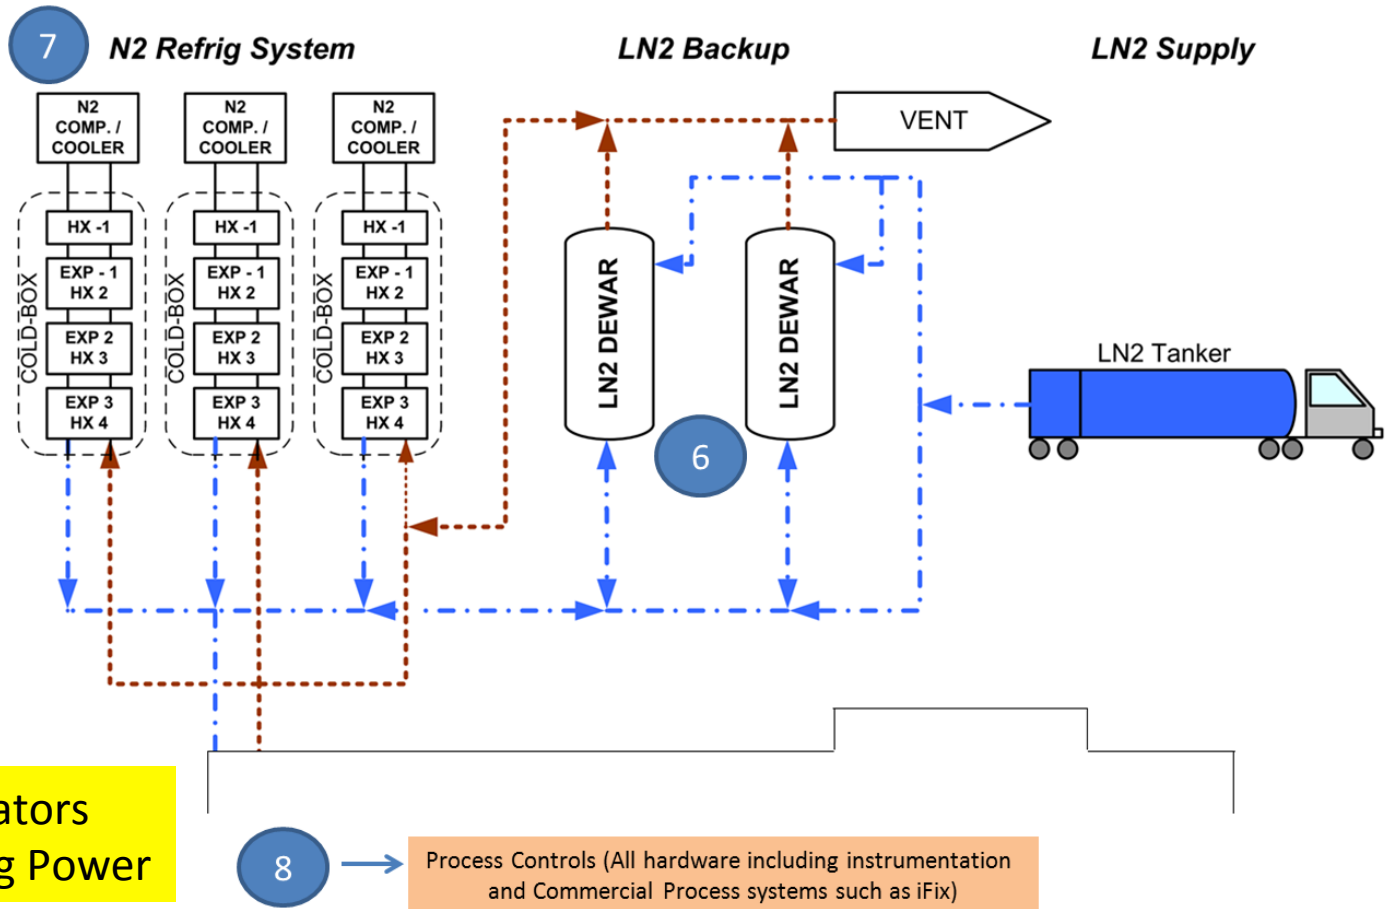 7
N2 Refrig System
LN2 Backup
LN2 Supply
N2
COMP. /
COOLER
HX -1
EXP - 1
HX 2
EXP 2
HX 3
EXP 3
HX 4
COLD-BOX
N2
COMP. /
COOLER
HX -1
EXP - 1
HX 2
EXP 2
HX 3
EXP 3
HX 4
COLD-BOX
N2
COMP. /
COOLER
HX -1
EXP - 1
HX 2
EXP 2
HX 3
EXP 3
HX 4
COLD-BOX
VENT
LN2 DEWAR
LN2 DEWAR
6
LN2 Tanker
ators
g Power
8
Process Controls (All hardware including instrumentation
and Commercial Process systems such as iFix)